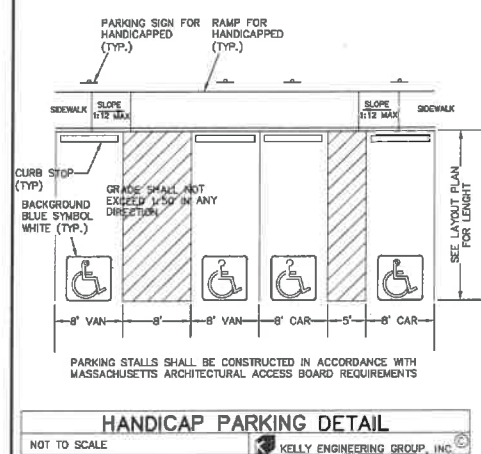 PARKING SIGN FOR
HANDICAPPED
(TYP.)
RAMP FOR
HANDICAPPED
(TYP.)
SIDEWALK
SLOPE
1:12 MAX
SLOPE
1:12 MAX
SIDEWALK
CURB STOP
(TYP)
GRADE SHALL NOT
EXCEED 1:50 IN ANY
DIRECTION
BACKGROUND
BLUE SYMBOL
WHITE (TYP.)
SEE LAYOUT PLAN
FOR LENGHT
8' VAN
8'
8' VAN
8' CAR
5'
8' CAR
PARKING STALLS SHALL BE CONSTRUCTED IN ACCORDANCE WITH
MASSACHUSETTS ARCHITECTURAL ACCESS BOARD REQUIREMENTS
HANDICAP PARKING DETAIL
NOT TO SCALE
KELLY ENGINEERING GROUP, INC ©